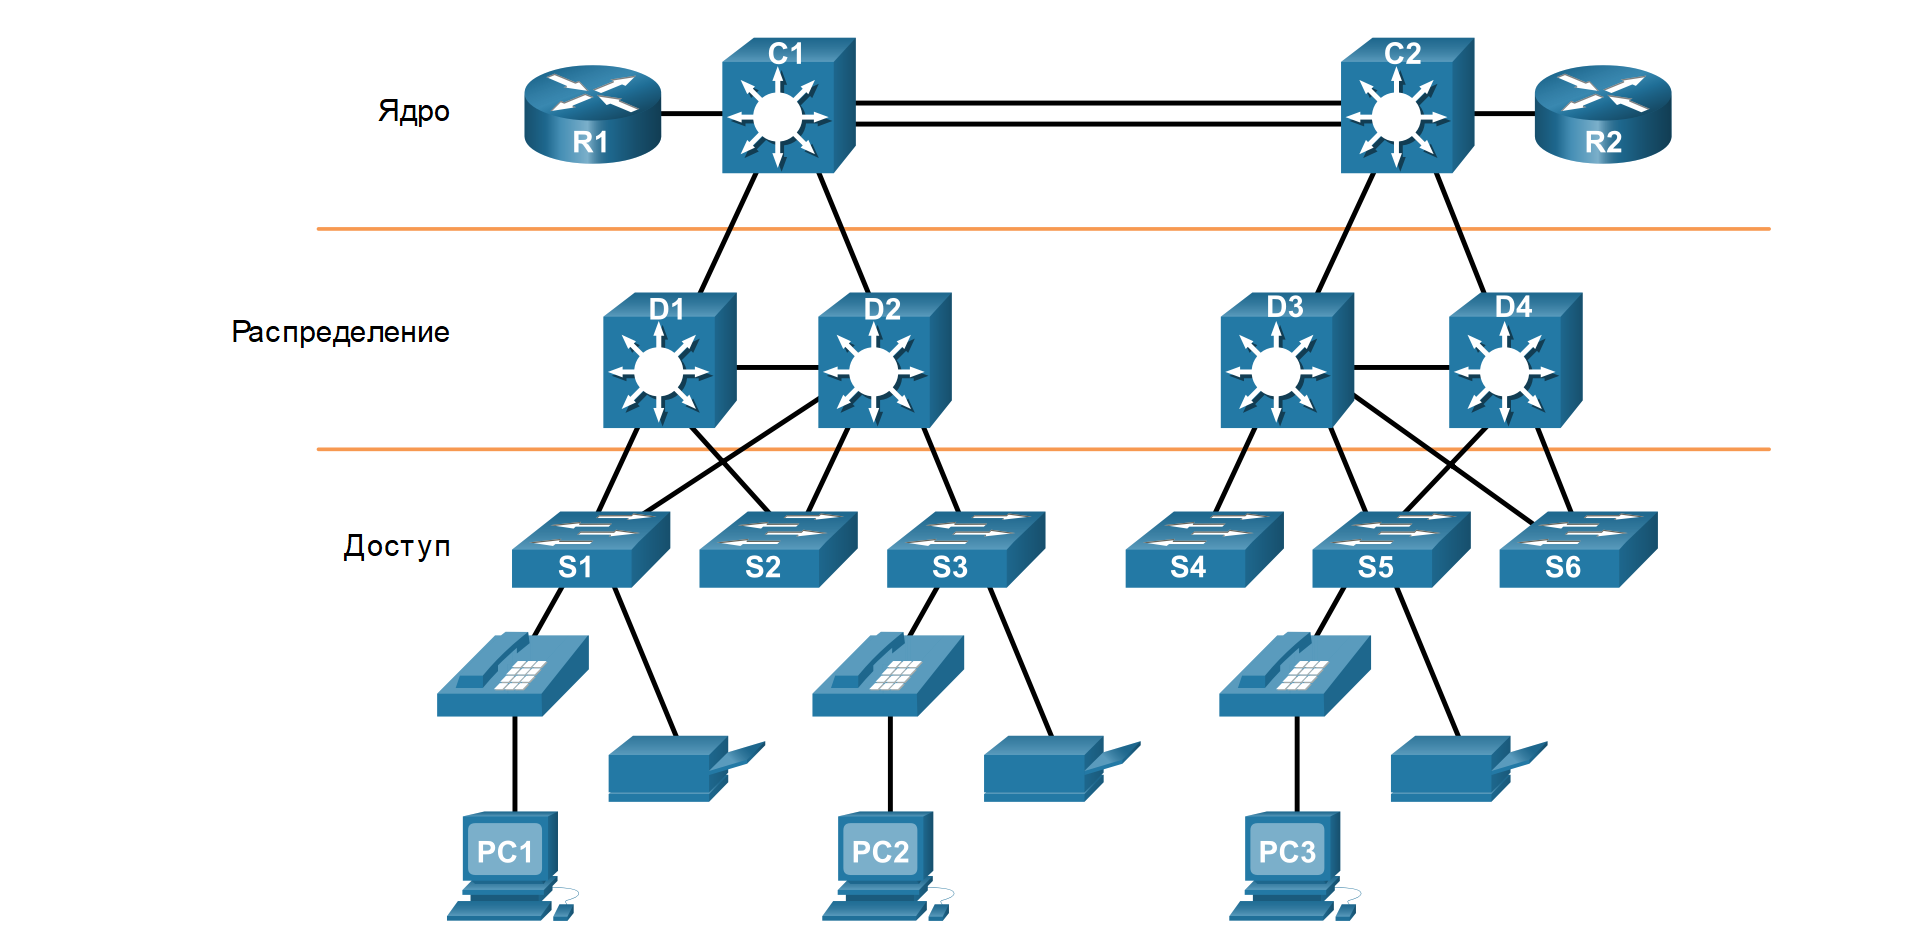 C1
C2
Ядро
R1
R2
D1
D2
D3
D4
Распределение
Доступ
S1
S2
S3
S4
S5
S6
PC1
PC2
PC3